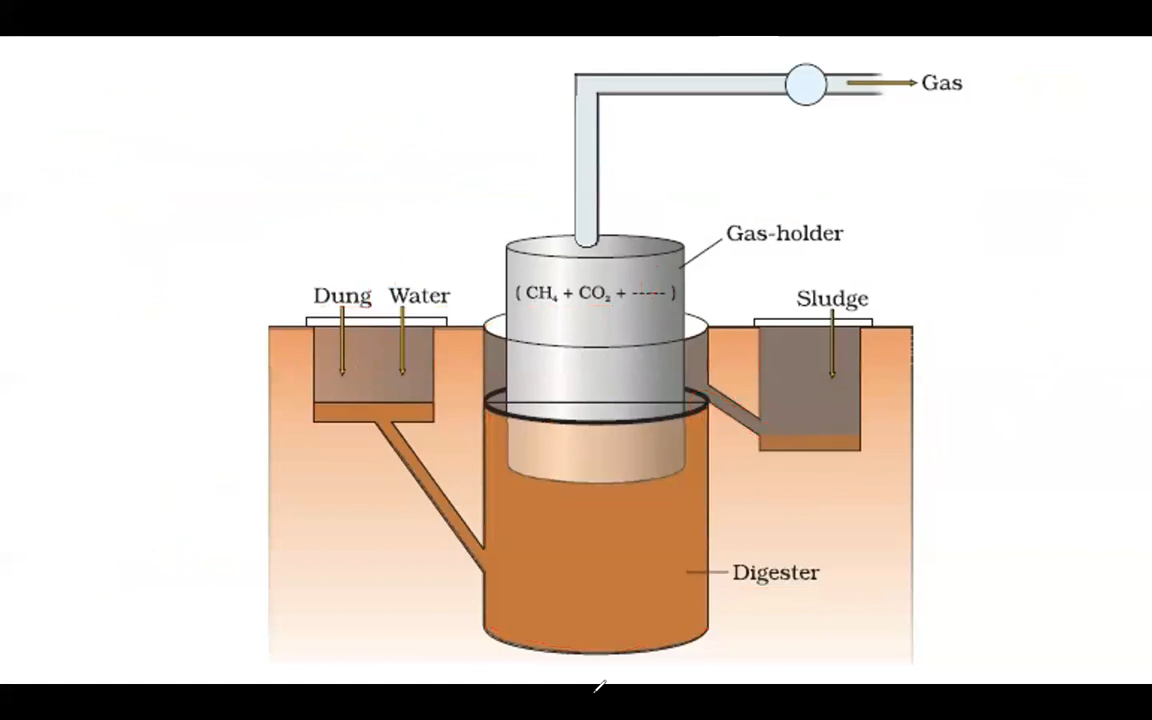 Gas
Gas-holder
( CH₄ + CO₂ + ----- )
Dung Water
Sludge
Digester